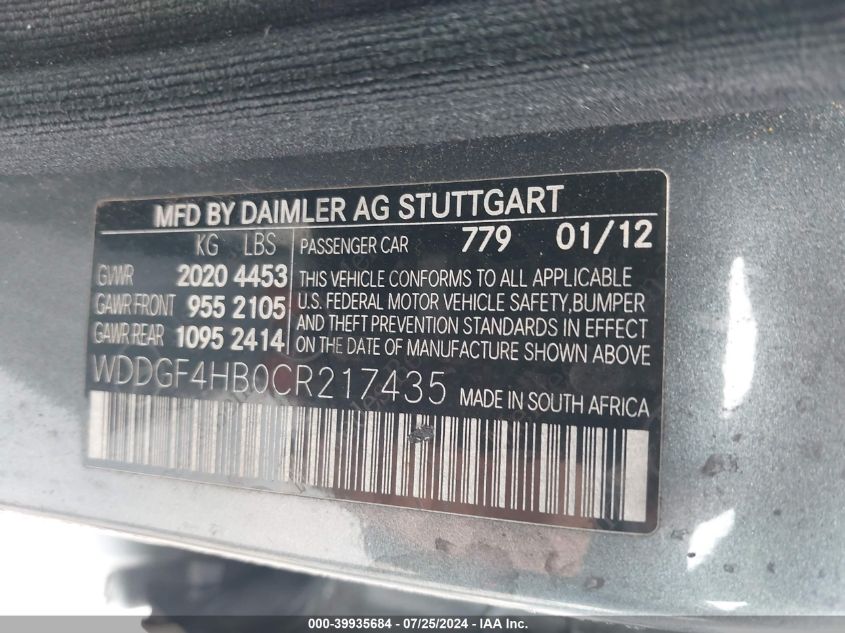 MFD BY DAIMLER AG STUTTGART
KG LBS PASSENGER CAR 779 01/12
GVWR 2020 4453 THIS VEHICLE CONFORMS TO ALL APPLICABLE
GAWR FRONT 955 2105 U.S. FEDERAL MOTOR VEHICLE SAFETY,BUMPER
GAWR REAR 1095 2414 AND THEFT PREVENTION STANDARDS IN EFFECT
ON THE DATE OF MANUFACTURE SHOWN ABOVE
WDDGF4HB0CR217435 MADE IN SOUTH AFRICA
000-39935684 / 07/25/2024 - IAA Inc.